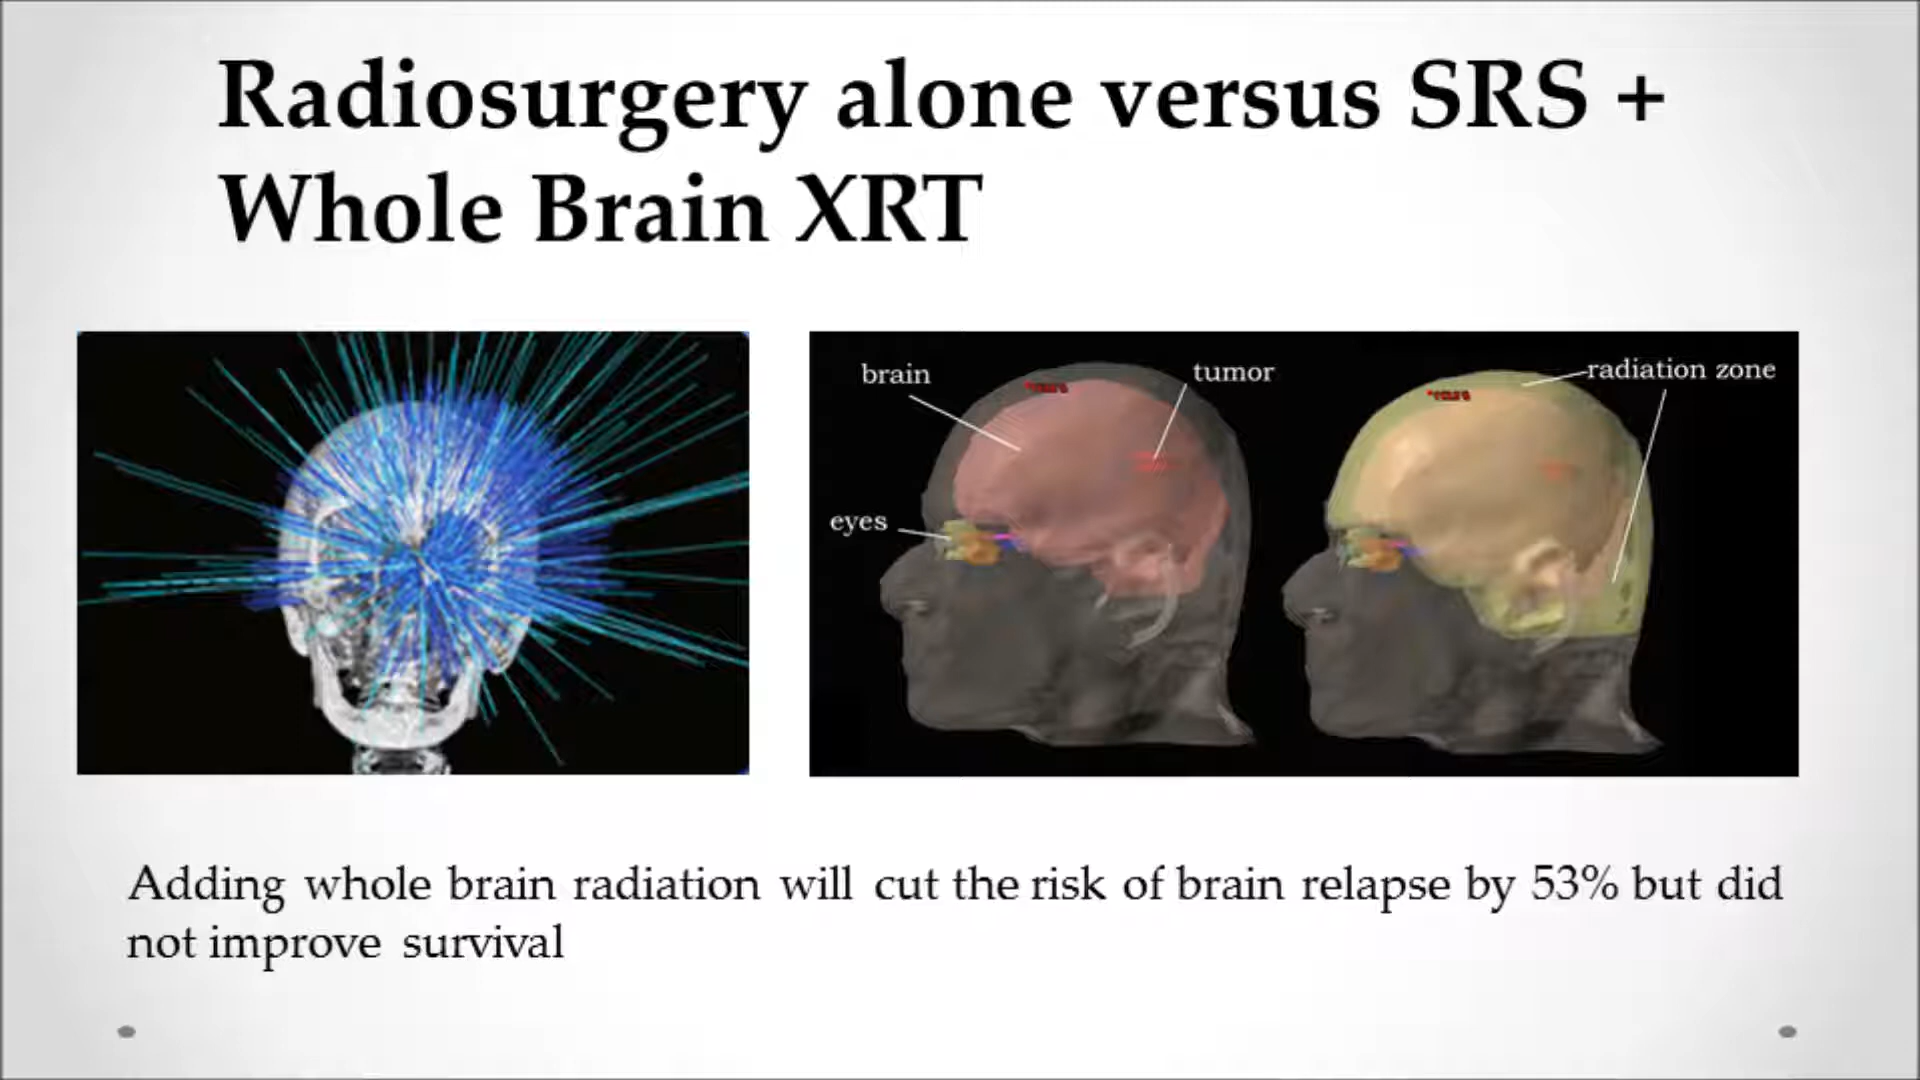 Radiosurgery alone versus SRS +
Whole Brain XRT
brain
tumor
radiation zone
eyes
Adding whole brain radiation will cut the risk of brain relapse by 53% but did
not improve survival